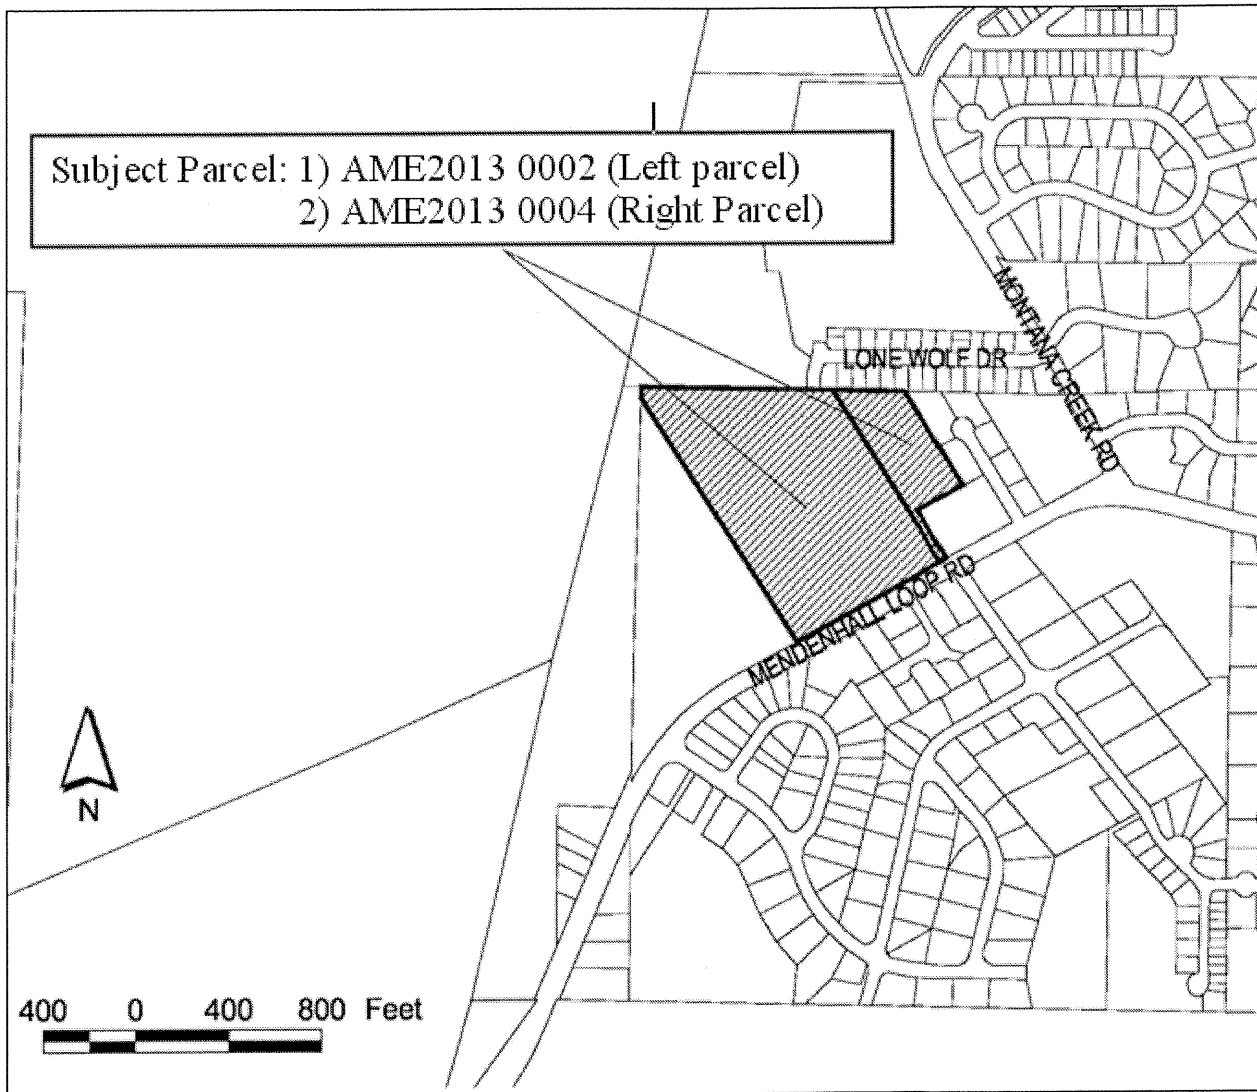 Subject Parcel: 1) AME2013 0002 (Left parcel)
2) AME2013 0004 (Right Parcel)
MONTANA CREEK RD
LONE WOLF DR
MENDENHALL LOOP RD
N
400 0 400 800 Feet